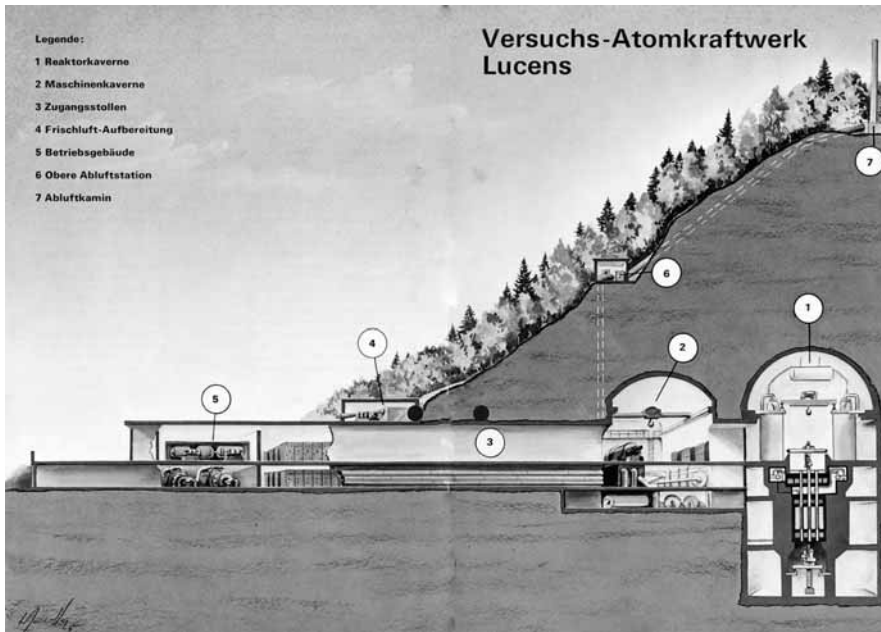 Versuchs-Atomkraftwerk
Lucens
Legende:
1 Reaktorkaverne
2 Maschinenkaverne
3 Zugangsstollen
4 Frischluft-Aufbereitung
5 Betriebsgebäude
6 Obere Abluftstation
7 Abluftkamin
7
6
1
2
4
5
3